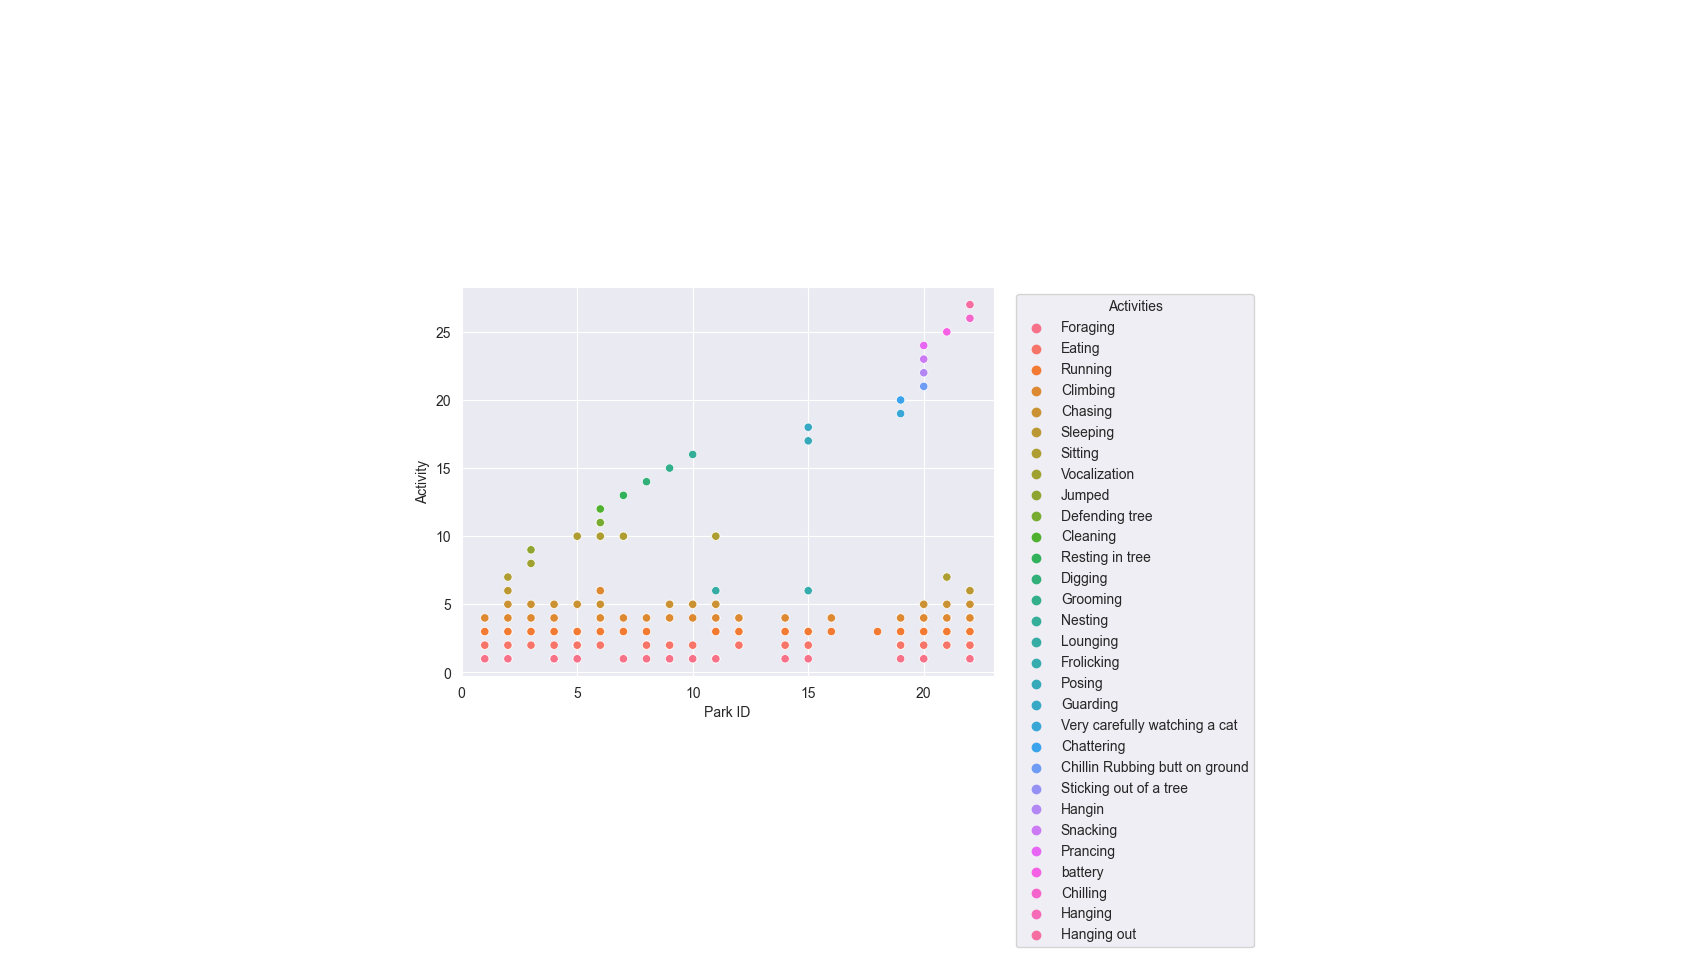 Activities
Foraging
Eating
Running
Climbing
Chasing
Sleeping
Sitting
Vocalization
Jumped
Defending tree
Cleaning
Resting in tree
Digging
Grooming
Nesting
Lounging
Frolicking
Posing
Guarding
Very carefully watching a cat
Chattering
Chillin Rubbing butt on ground
Sticking out of a tree
Hangin
Snacking
Prancing
battery
Chilling
Hanging
Hanging out
Activity
25
20
15
10
5
0
0 5 10 15 20
Park ID